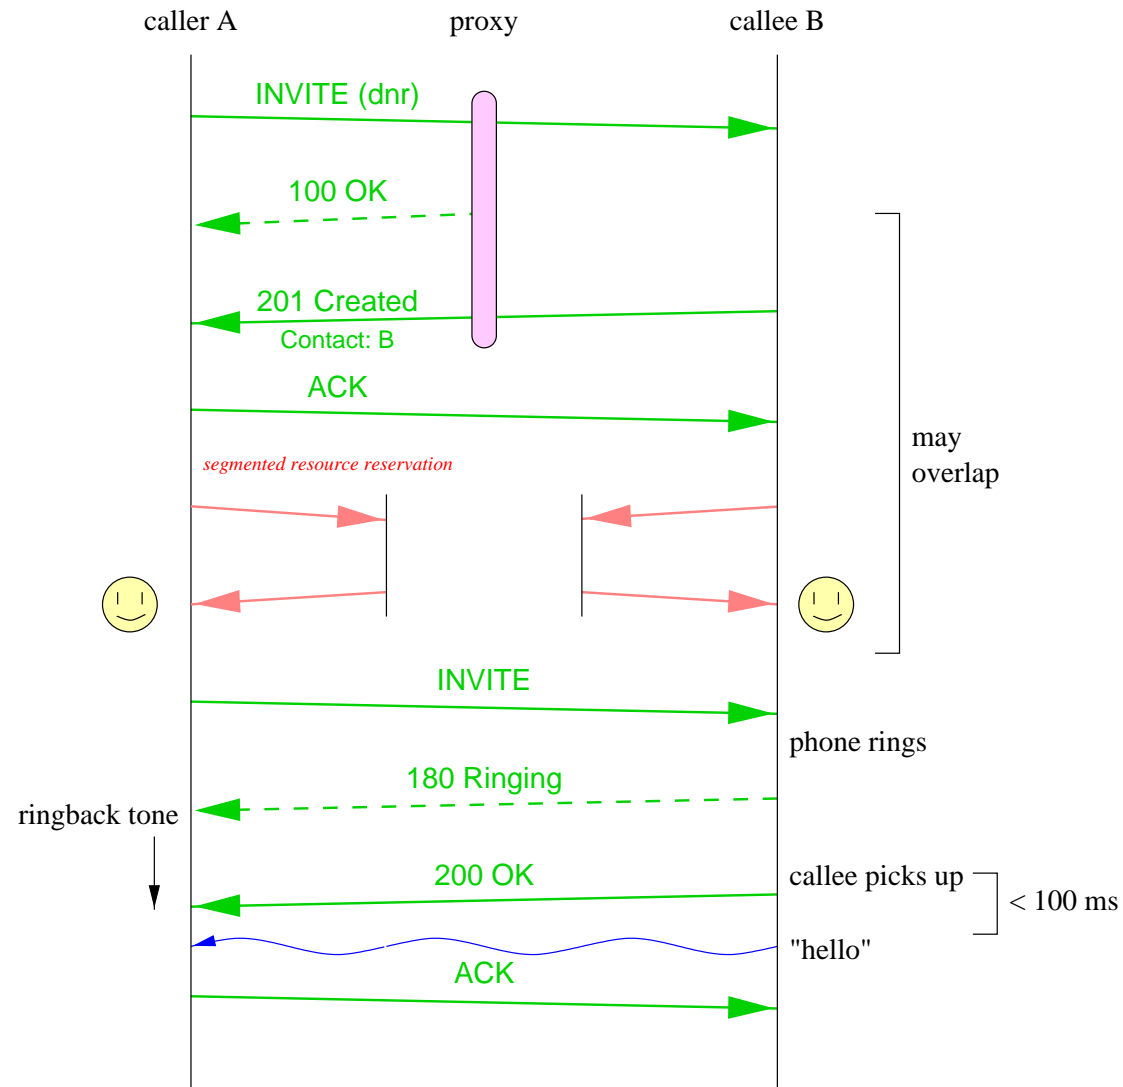 caller A
proxy
callee B
INVITE (dnr)
100 OK
201 Created
Contact: B
ACK
may
overlap
segmented resource reservation
INVITE
phone rings
180 Ringing
ringback tone
200 OK
callee picks up
< 100 ms
"hello"
ACK